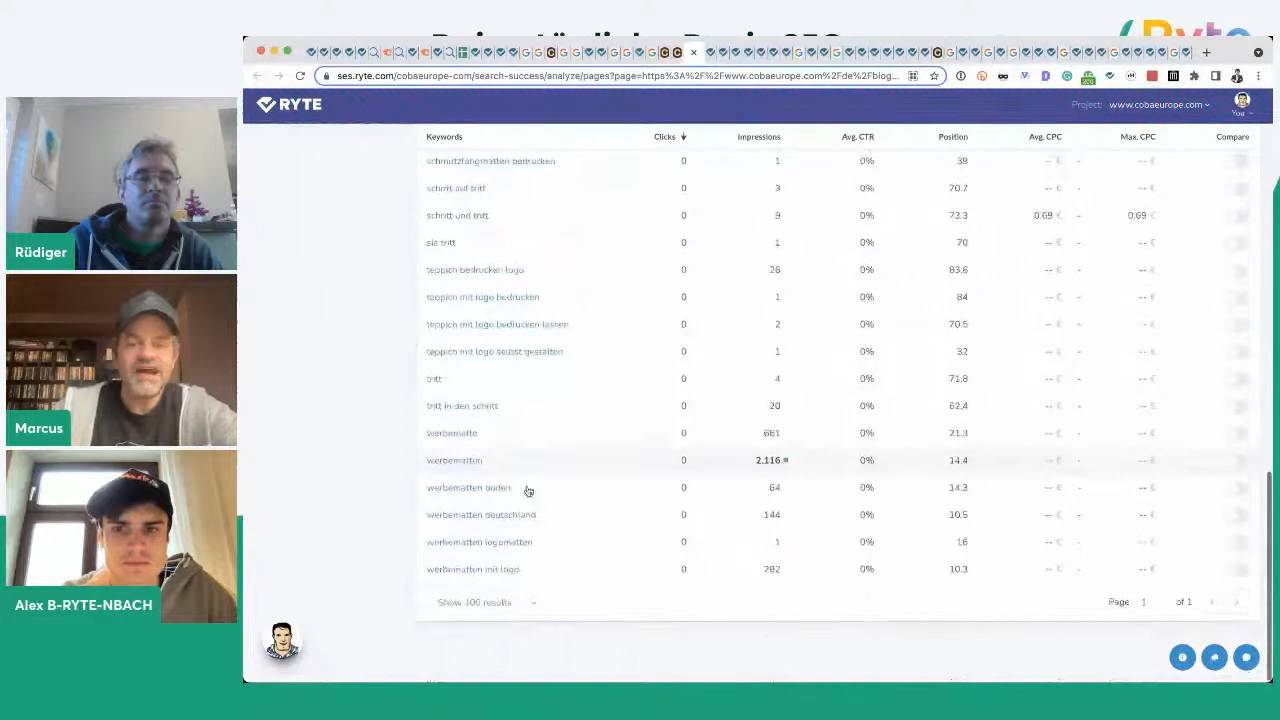 RYTE
ses.ryte.com/cobaeurope-com/search-success/analyze/pages?page=https%3A%2F%2Fwww.cobaeurope.com%2Fde%2Fblog...
RYTE
Project: www.cobaeurope.com
You
Keywords Clicks Impressions Avg. CTR Position Avg. CPC Max. CPC Compare
schmutzfangmatten bedrucken 0 1 0% 39 -- € - -- €
schritt auf tritt 0 3 0% 70.7 -- € - -- €
schritt und tritt 0 9 0% 73.3 0.69 € - 0.69 €
sie tritt 0 1 0% 70 -- € - -- €
teppich bedrucken logo 0 26 0% 83.6 -- € - -- €
teppich mit logo bedrucken 0 1 0% 84 -- € - -- €
teppich mit logo bedrucken lassen 0 2 0% 70.5 -- € - -- €
teppich mit logo selbst gestalten 0 1 0% 32 -- € - -- €
tritt 0 4 0% 71.8 -- € - -- €
tritt in den schritt 0 20 0% 62.4 -- € - -- €
werbematte 0 661 0% 21.3 -- € - -- €
werbematten 0 2.116 0% 14.4 -- € - -- €
werbematten boden 0 64 0% 14.3 -- € - -- €
werbematten deutschland 0 144 0% 10.5 -- € - -- €
werbematten logomatten 0 1 0% 16 -- € - -- €
werbematten mit logo 0 282 0% 10.3 -- € - -- €
Show 100 results
Page 1 of 1
Rüdiger
Marcus
Alex B-RYTE-NBACH